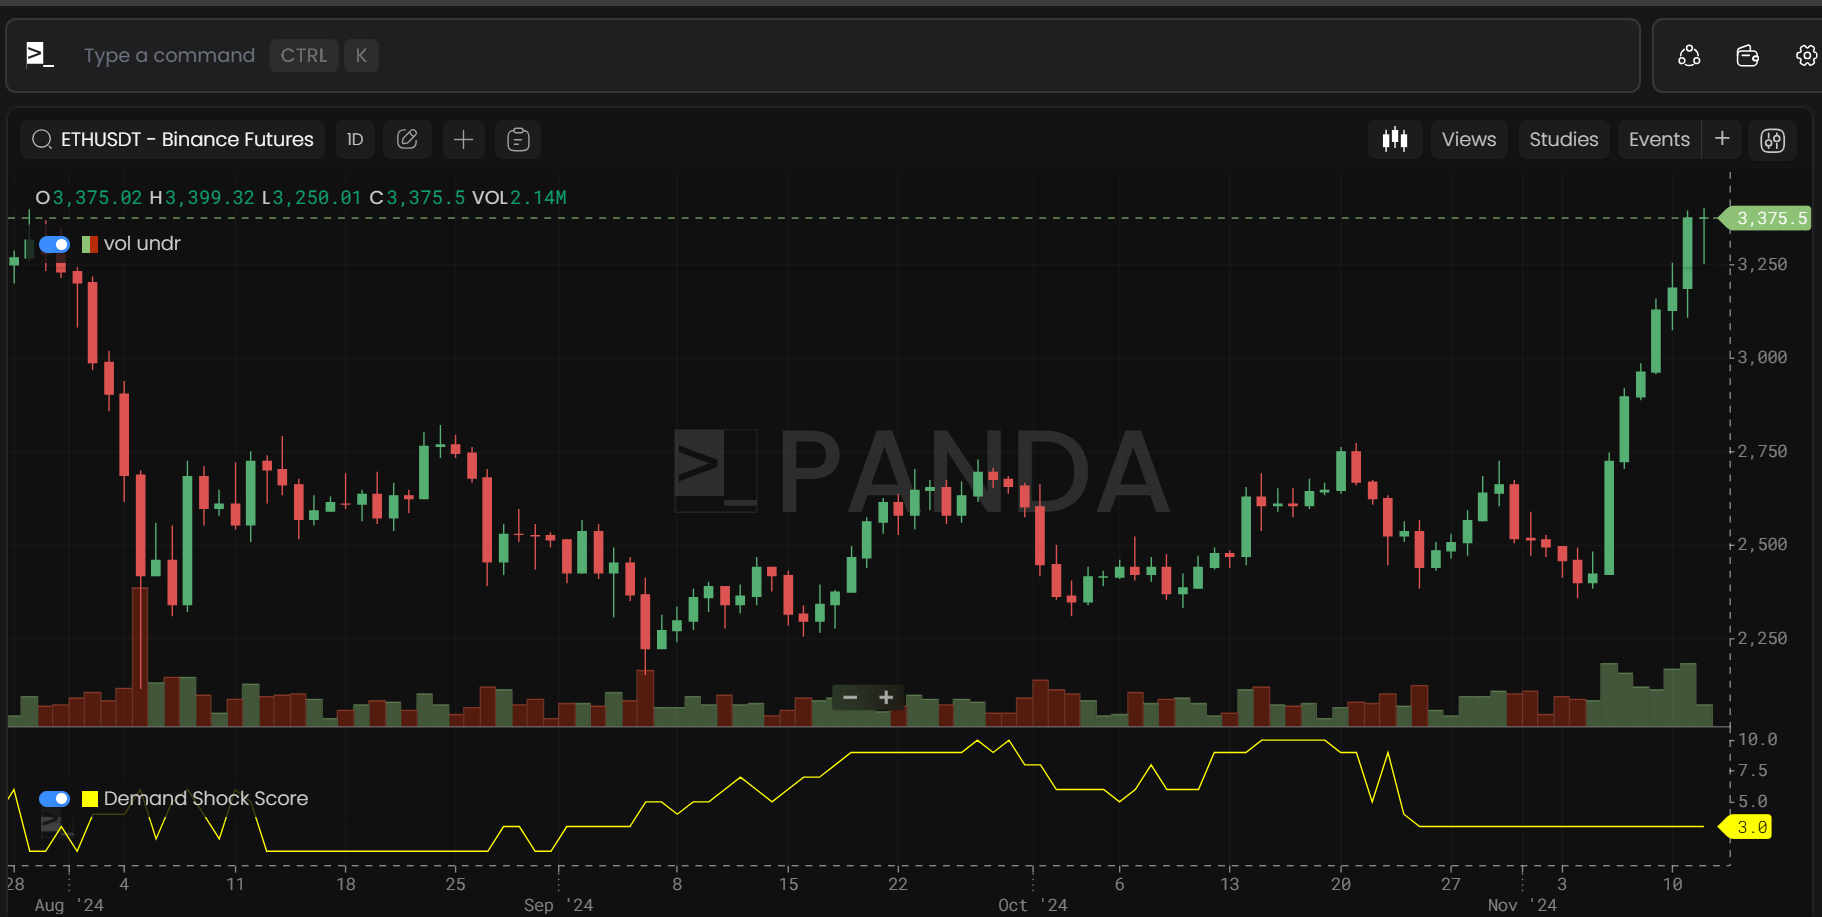 >_ Type a command CTRL K
ETHUSDT - Binance Futures 1D Views Studies Events +
O3,375.02 H3,399.32 L3,250.01 C3,375.5 VOL2.14M
3,375.5
vol undr
3,250
3,000
PANDA
2,750
2,500
2,250
− +
10.0
7.5
Demand Shock Score
5.0
3.0
28 4 11 18 25 8 15 22 6 13 20 27 3 10
Aug '24 Sep '24 Oct '24 Nov '24